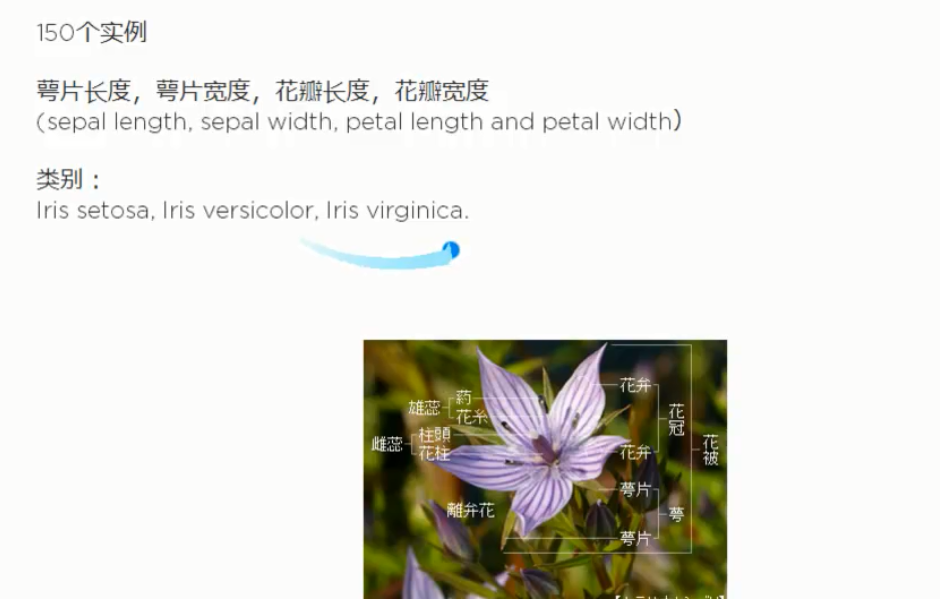 150个实例
萼片长度，萼片宽度，花瓣长度，花瓣宽度
(sepal length, sepal width, petal length and petal width）
类别：
Iris setosa, Iris versicolor, Iris virginica.
花弁
葯
雄蕊
花糸
花冠
柱頭
雌蕊
花柱
花弁
花被
萼片
離弁花
萼
萼片